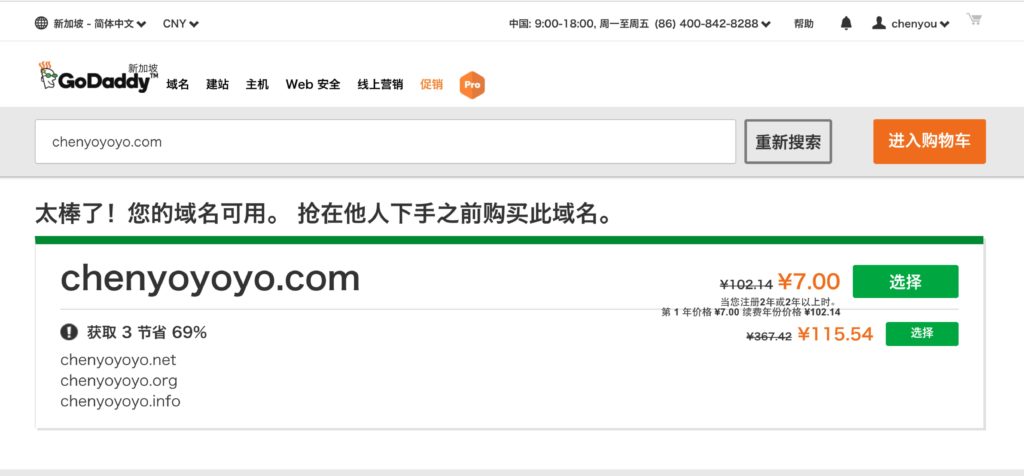 新加坡 - 简体中文 CNY 中国: 9:00-18:00, 周一至周五 (86) 400-842-8288 帮助 chenyou
新加坡
GoDaddy™ 域名 建站 主机 Web 安全 线上营销 促销 Pro
chenyoyoyo.com 重新搜索 进入购物车
太棒了！您的域名可用。 抢在他人下手之前购买此域名。
chenyoyoyo.com ¥102.14 ¥7.00 选择
当您注册2年或2年以上时。
第 1 年价格 ¥7.00 续费年份价格 ¥102.14
获取 3 节省 69% ¥367.42 ¥115.54 选择
chenyoyoyo.net
chenyoyoyo.org
chenyoyoyo.info